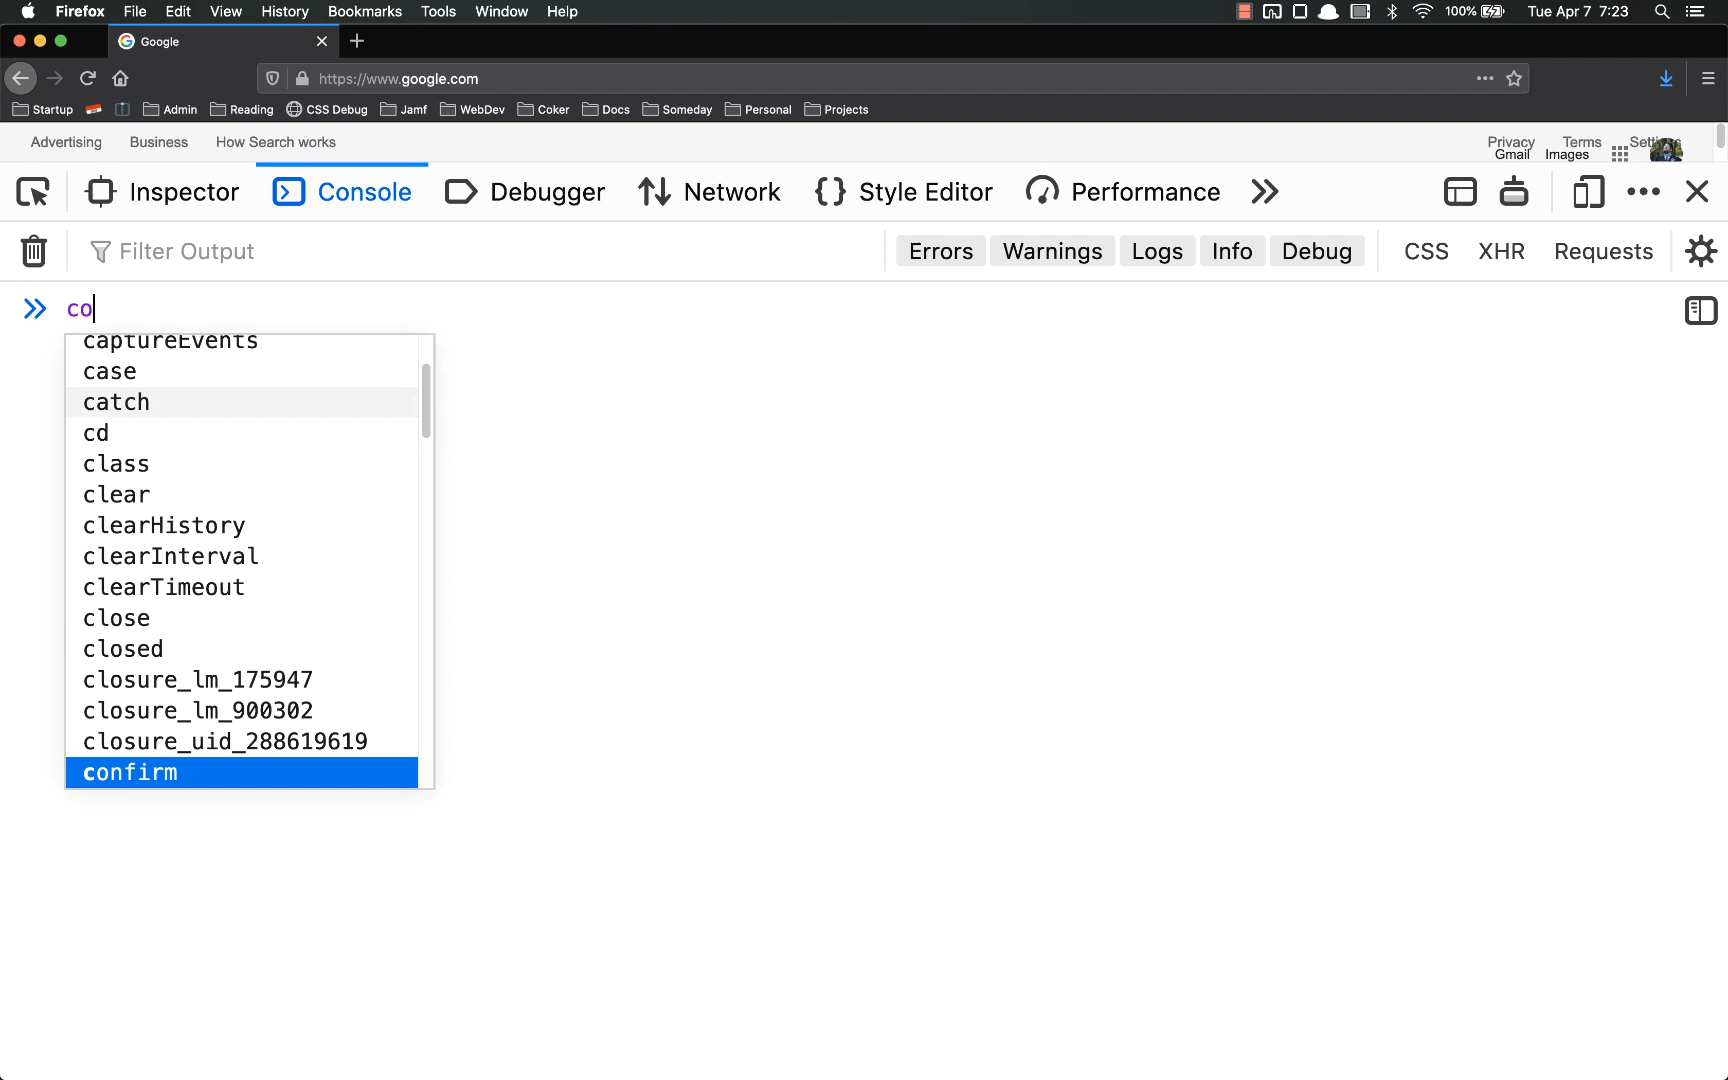 Firefox File Edit View History Bookmarks Tools Window Help 100% Tue Apr 7 7:23
Google
https://www.google.com
Startup Admin Reading CSS Debug Jamf WebDev Coker Docs Someday Personal Projects
Advertising Business How Search works Privacy Terms
Gmail Images
Inspector Console Debugger Network Style Editor Performance
Filter Output Errors Warnings Logs Info Debug CSS XHR Requests
co
captureEvents
case
catch
cd
class
clear
clearHistory
clearInterval
clearTimeout
close
closed
closure_lm_175947
closure_lm_900302
closure_uid_288619619
confirm